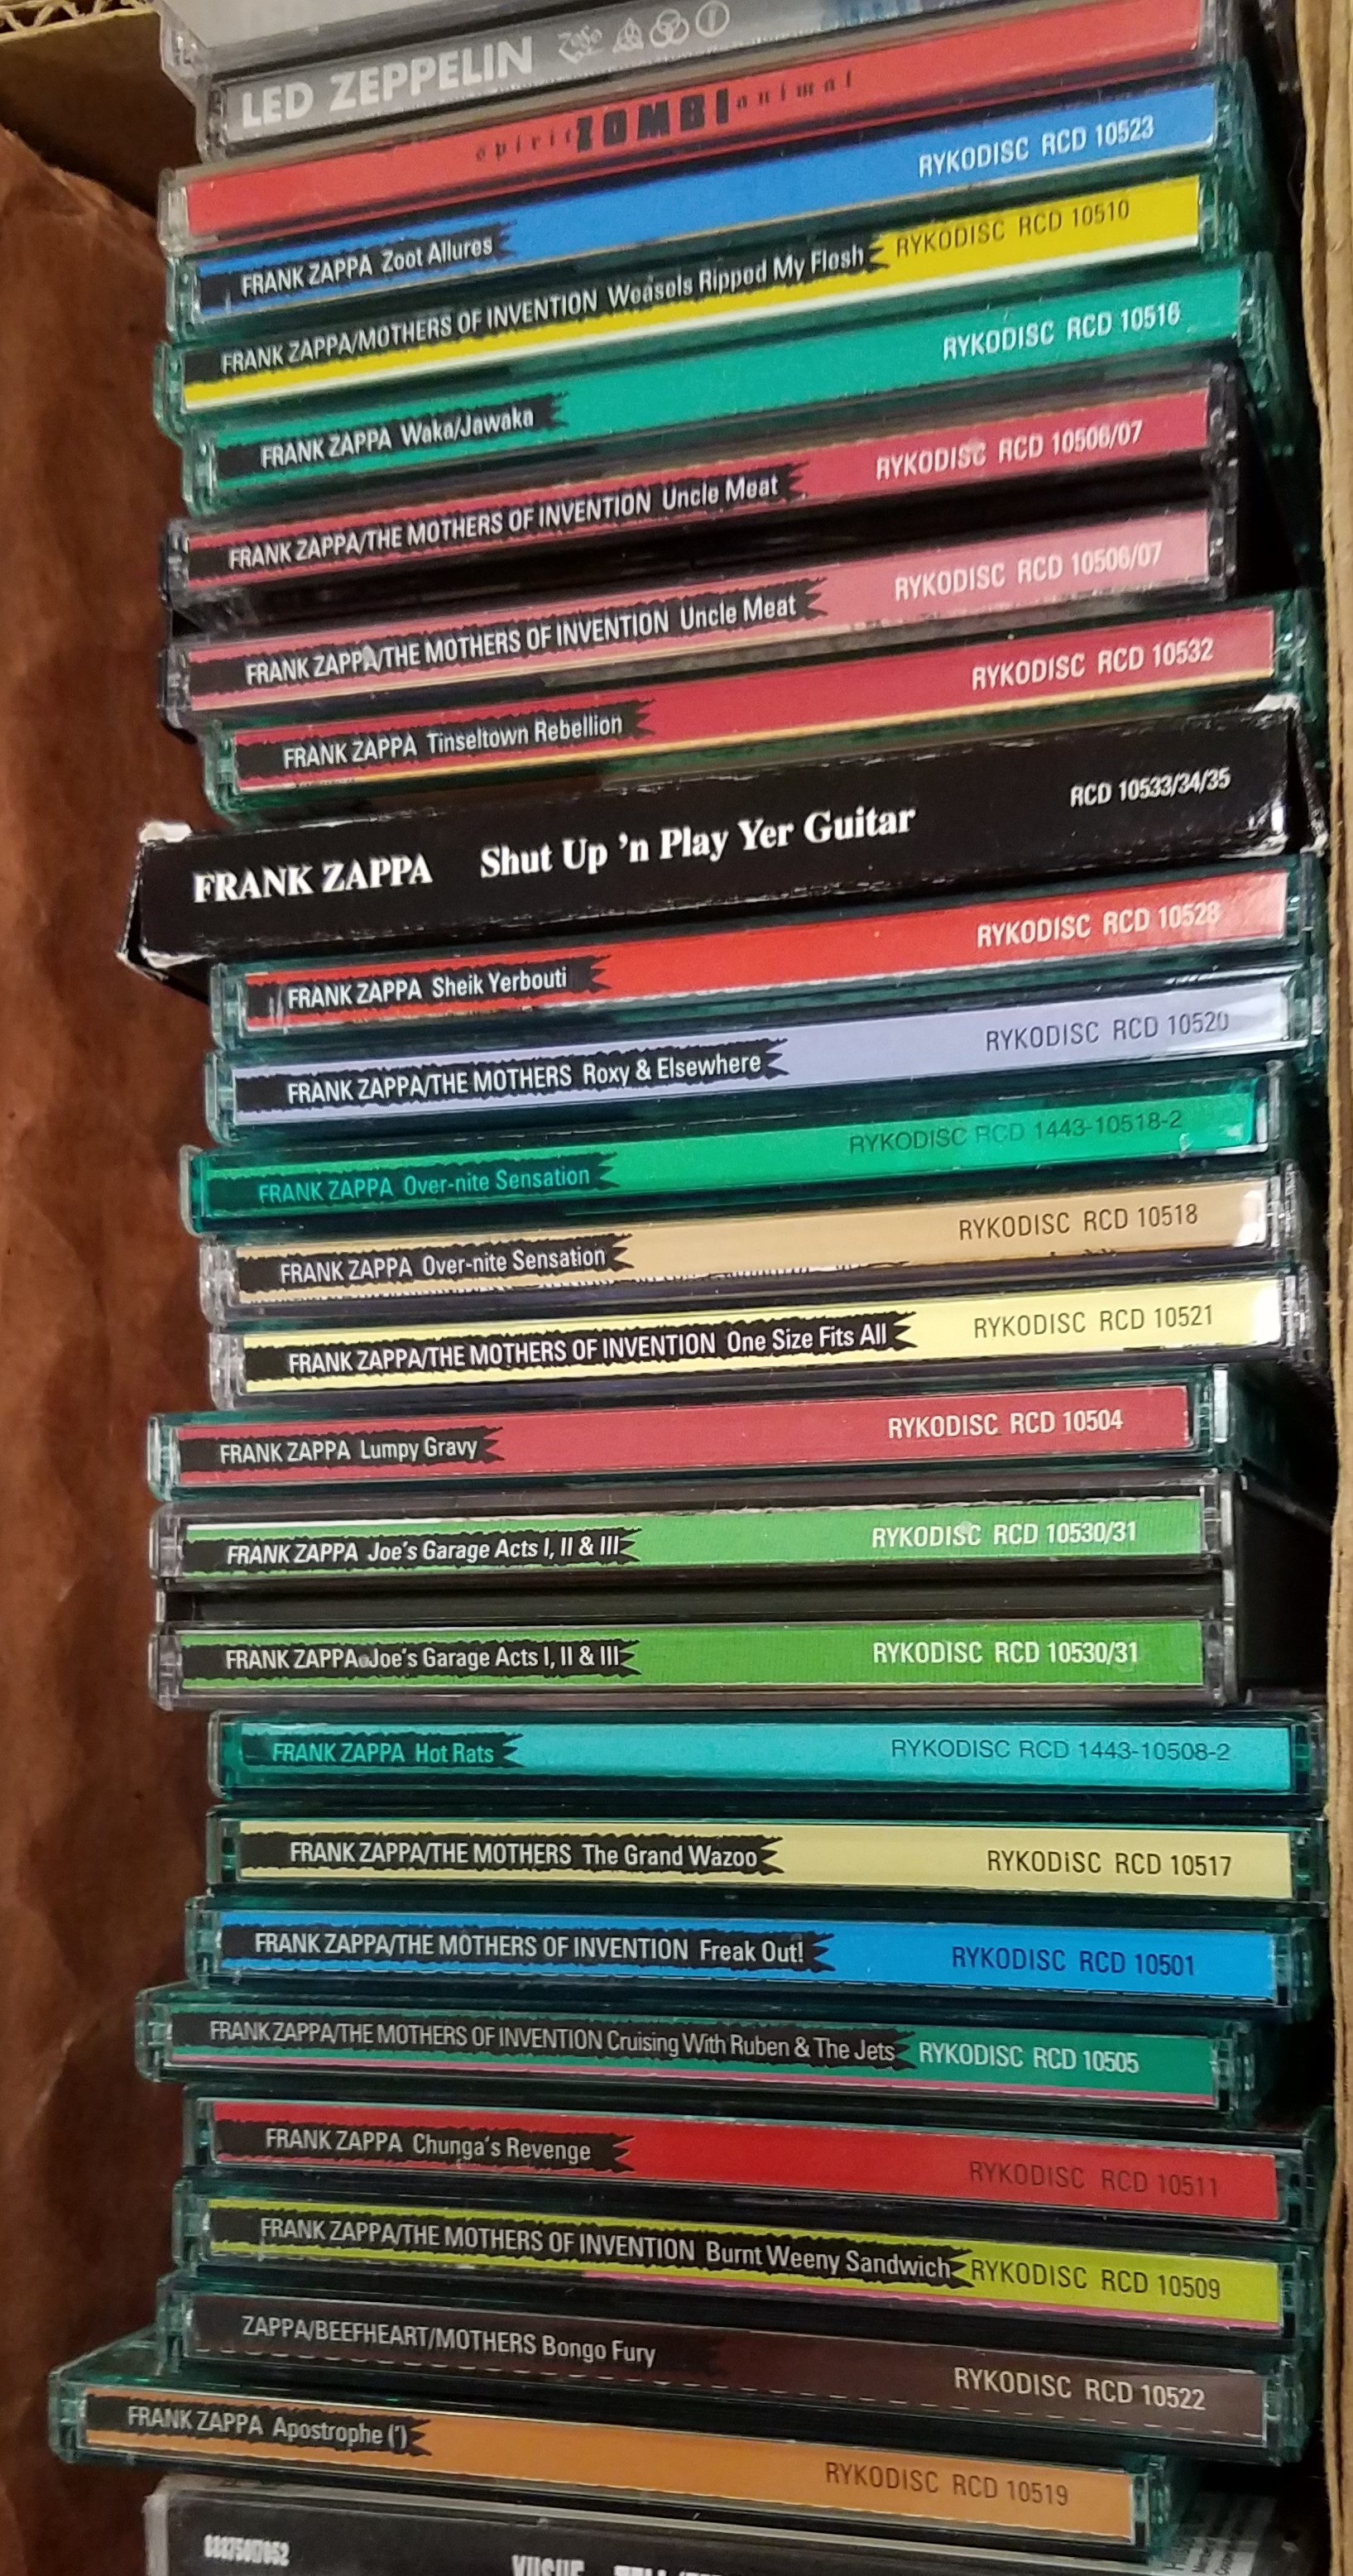 LED ZEPPELIN
spirit ZOMBI animal
FRANK ZAPPA Zoot Allures RYKODISC RCD 10523
FRANK ZAPPA/MOTHERS OF INVENTION Weasels Ripped My Flesh RYKODISC RCD 10510
FRANK ZAPPA Waka/Jawaka RYKODISC RCD 10516
FRANK ZAPPA/THE MOTHERS OF INVENTION Uncle Meat RYKODISC RCD 10506/07
FRANK ZAPPA/THE MOTHERS OF INVENTION Uncle Meat RYKODISC RCD 10506/07
FRANK ZAPPA Tinseltown Rebellion RYKODISC RCD 10532
FRANK ZAPPA Shut Up 'n Play Yer Guitar RCD 10533/34/35
FRANK ZAPPA Sheik Yerbouti RYKODISC RCD 10528
FRANK ZAPPA/THE MOTHERS Roxy & Elsewhere RYKODISC RCD 10520
FRANK ZAPPA Over-nite Sensation RYKODISC RCD 1443-10518-2
FRANK ZAPPA Over-nite Sensation RYKODISC RCD 10518
FRANK ZAPPA/THE MOTHERS OF INVENTION One Size Fits All RYKODISC RCD 10521
FRANK ZAPPA Lumpy Gravy RYKODISC RCD 10504
FRANK ZAPPA Joe's Garage Acts I, II & III RYKODISC RCD 10530/31
FRANK ZAPPA Joe's Garage Acts I, II & III RYKODISC RCD 10530/31
FRANK ZAPPA Hot Rats RYKODISC RCD 1443-10508-2
FRANK ZAPPA/THE MOTHERS The Grand Wazoo RYKODISC RCD 10517
FRANK ZAPPA/THE MOTHERS OF INVENTION Freak Out! RYKODISC RCD 10501
FRANK ZAPPA/THE MOTHERS OF INVENTION Cruising With Ruben & The Jets RYKODISC RCD 10505
FRANK ZAPPA Chunga's Revenge RYKODISC RCD 10511
FRANK ZAPPA/THE MOTHERS OF INVENTION Burnt Weeny Sandwich RYKODISC RCD 10509
ZAPPA/BEEFHEART/MOTHERS Bongo Fury RYKODISC RCD 10522
FRANK ZAPPA Apostrophe (') RYKODISC RCD 10519